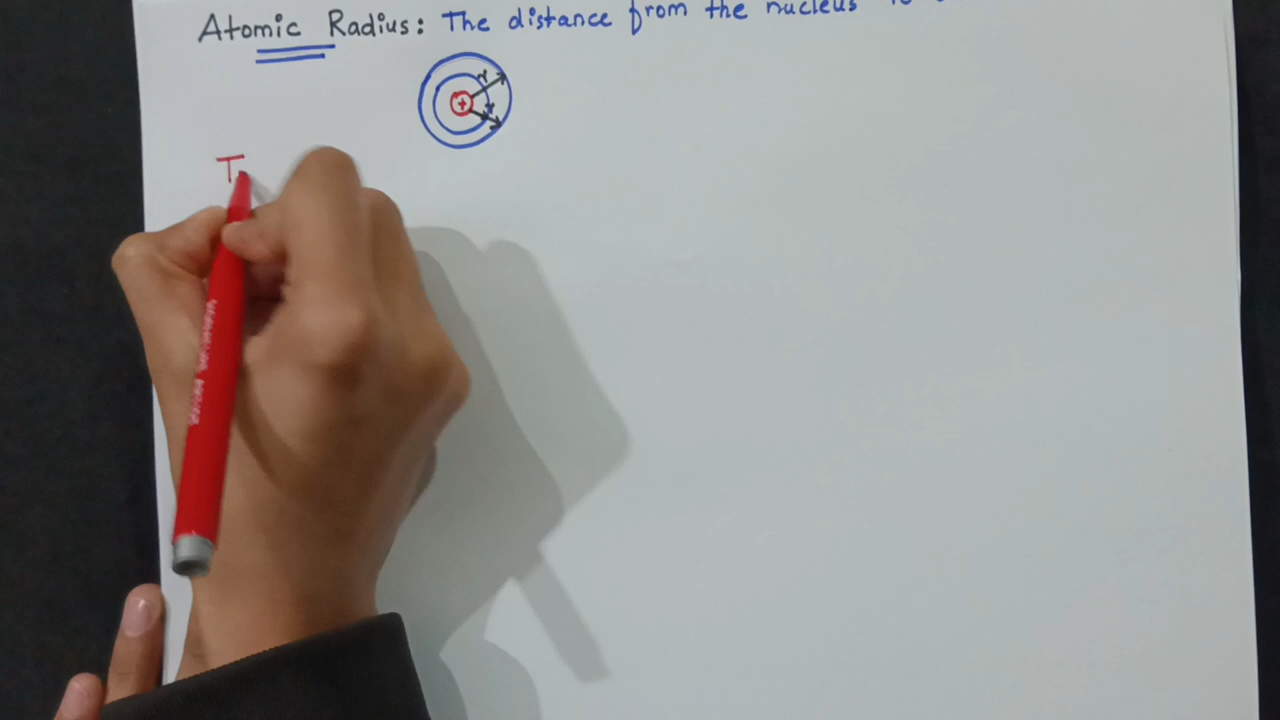 Atomic Radius: The distance from the nucleus
r
+
r
T